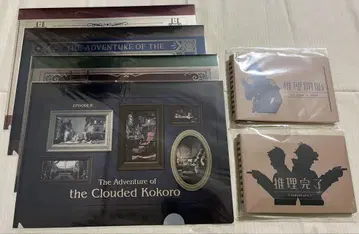 THE ADVENTURE OF THE
EPISODE II:
The Adventure of
the Clouded Kokoro
推理開始
推理完了